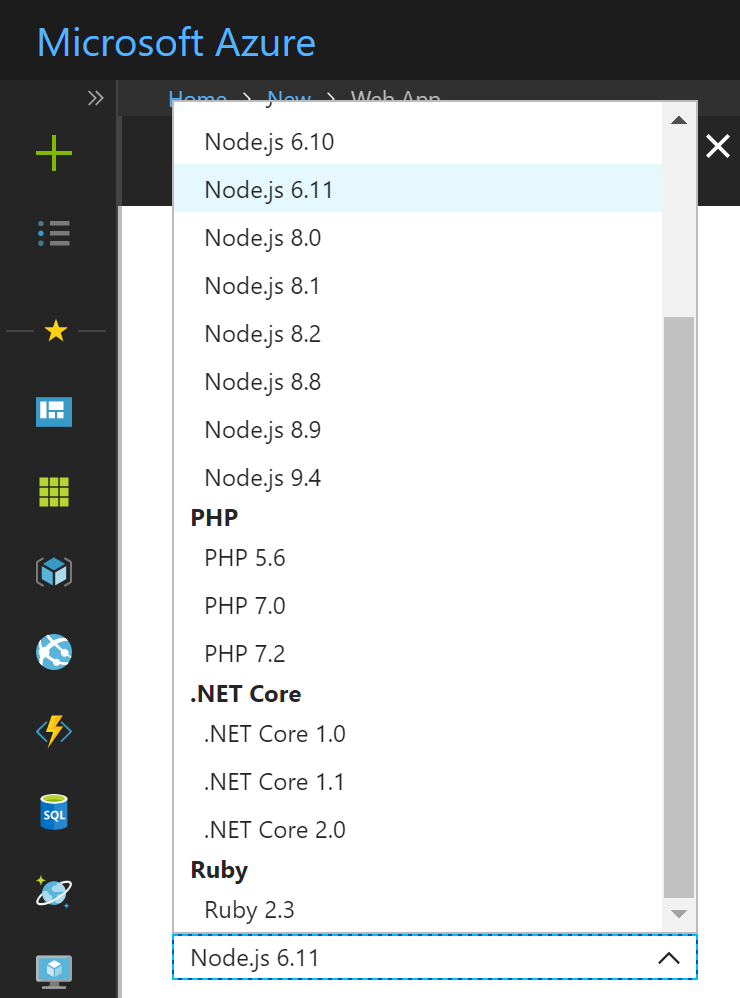 Microsoft Azure
Home > New > Web App
Node.js 6.10
Node.js 6.11
Node.js 8.0
Node.js 8.1
Node.js 8.2
Node.js 8.8
Node.js 8.9
Node.js 9.4
PHP
PHP 5.6
PHP 7.0
PHP 7.2
.NET Core
.NET Core 1.0
.NET Core 1.1
.NET Core 2.0
SQL
Ruby
Ruby 2.3
Node.js 6.11